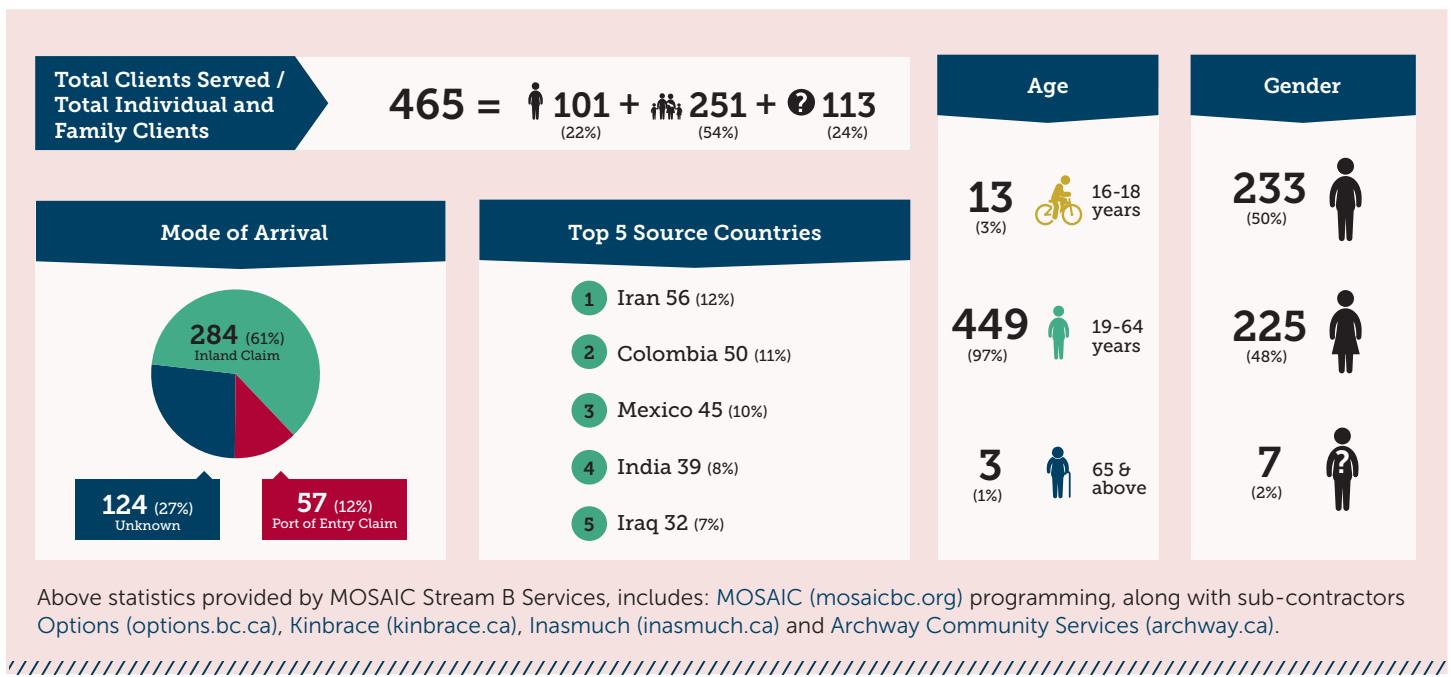 Total Clients Served /
Total Individual and
Family Clients
465 = 101 + 251 + ? 113
(22%) (54%) (24%)
Mode of Arrival
284 (61%)
Inland Claim
124 (27%)
Unknown
57 (12%)
Port of Entry Claim
Top 5 Source Countries
1 Iran 56 (12%)
2 Colombia 50 (11%)
3 Mexico 45 (10%)
4 India 39 (8%)
5 Iraq 32 (7%)
Age
13
(3%)
16-18
years
449
(97%)
19-64
years
3
(1%)
65 &
above
Gender
233
(50%)
225
(48%)
7
(2%)
?
Above statistics provided by MOSAIC Stream B Services, includes: MOSAIC (mosaicbc.org) programming, along with sub-contractors
Options (options.bc.ca), Kinbrace (kinbrace.ca), Inasmuch (inasmuch.ca) and Archway Community Services (archway.ca).